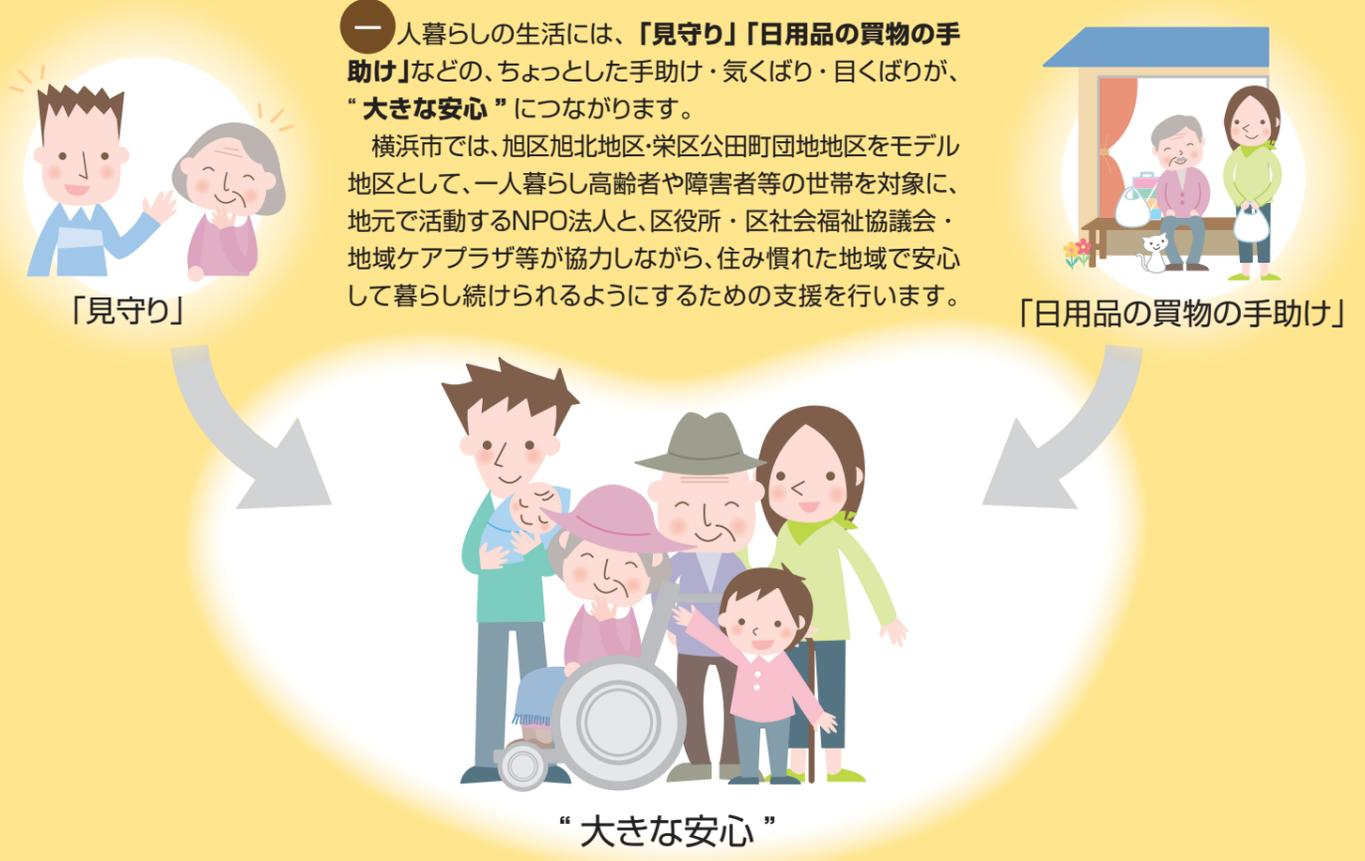 一人暮らしの生活には、「見守り」「日用品の買物の手
助け」などの、ちょっとした手助け・気くばり・目くばりが、
“大きな安心”につながります。
　横浜市では、旭区旭北地区・栄区公田町団地地区をモデル
地区として、一人暮らし高齢者や障害者等の世帯を対象に、
地元で活動するNPO法人と、区役所・区社会福祉協議会・
地域ケアプラザ等が協力しながら、住み慣れた地域で安心
して暮らし続けられるようにするための支援を行います。
「見守り」
「日用品の買物の手助け」
“大きな安心”